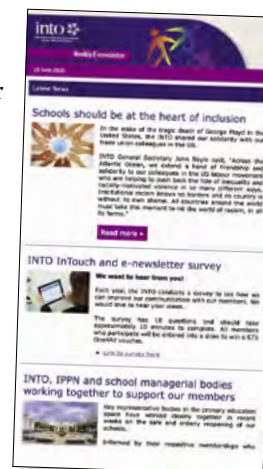 into
Weekly E-newsletter
Latest News
Schools should be at the heart of inclusion
In the wake of the tragic death of George Floyd in the
United States, the INTO shared our solidarity with our
trade union colleagues in the US.
INTO General Secretary John Boyle said, "Across the
Atlantic Ocean, we extend a hand of friendship and
solidarity to our colleagues in the US labour movement
who are helping to push back the tide of inequality and
racially-motivated violence in so many different ways.
Institutional racism knows no borders and no country is
without its own shame. All countries around the world
must take this moment to rid the world of racism, in all
its forms."
Read more »
INTO InTouch and e-newsletter survey
We want to hear from you!
Each year, the INTO conducts a survey to see how we
can improve our communication with our members. We
would love to hear your views.
The survey has 18 questions and should take
approximately 10 minutes to complete. All members
who participate will be entered into a draw to win a €75
One4All voucher.
Link to survey here
INTO, IPPN and school managerial bodies
working together to support our members
Key representative bodies in the primary education
space have worked closely together in recent
weeks on the safe and orderly reopening of our
schools.
Informed by their respective memberships who